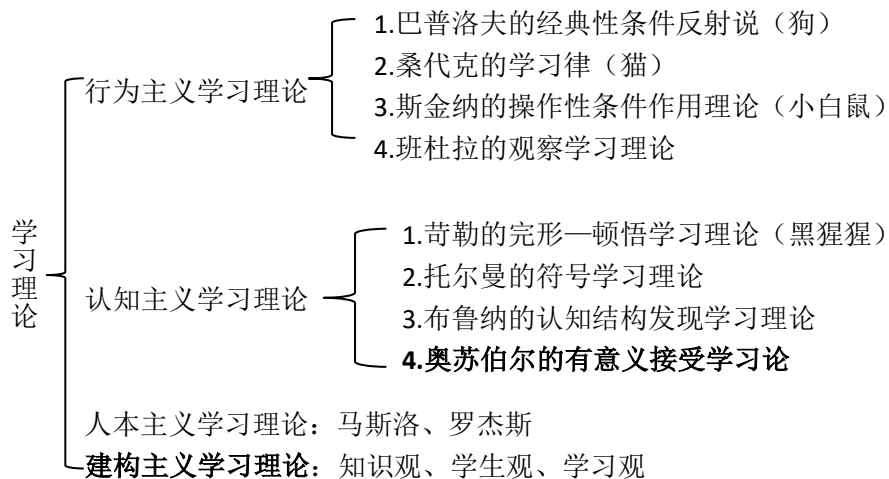 学习理论
行为主义学习理论
1.巴普洛夫的经典性条件反射说（狗）
2.桑代克的学习律（猫）
3.斯金纳的操作性条件作用理论（小白鼠）
4.班杜拉的观察学习理论
认知主义学习理论
1.苛勒的完形—顿悟学习理论（黑猩猩）
2.托尔曼的符号学习理论
3.布鲁纳的认知结构发现学习理论
4.奥苏伯尔的有意义接受学习论
人本主义学习理论：马斯洛、罗杰斯
建构主义学习理论：知识观、学生观、学习观